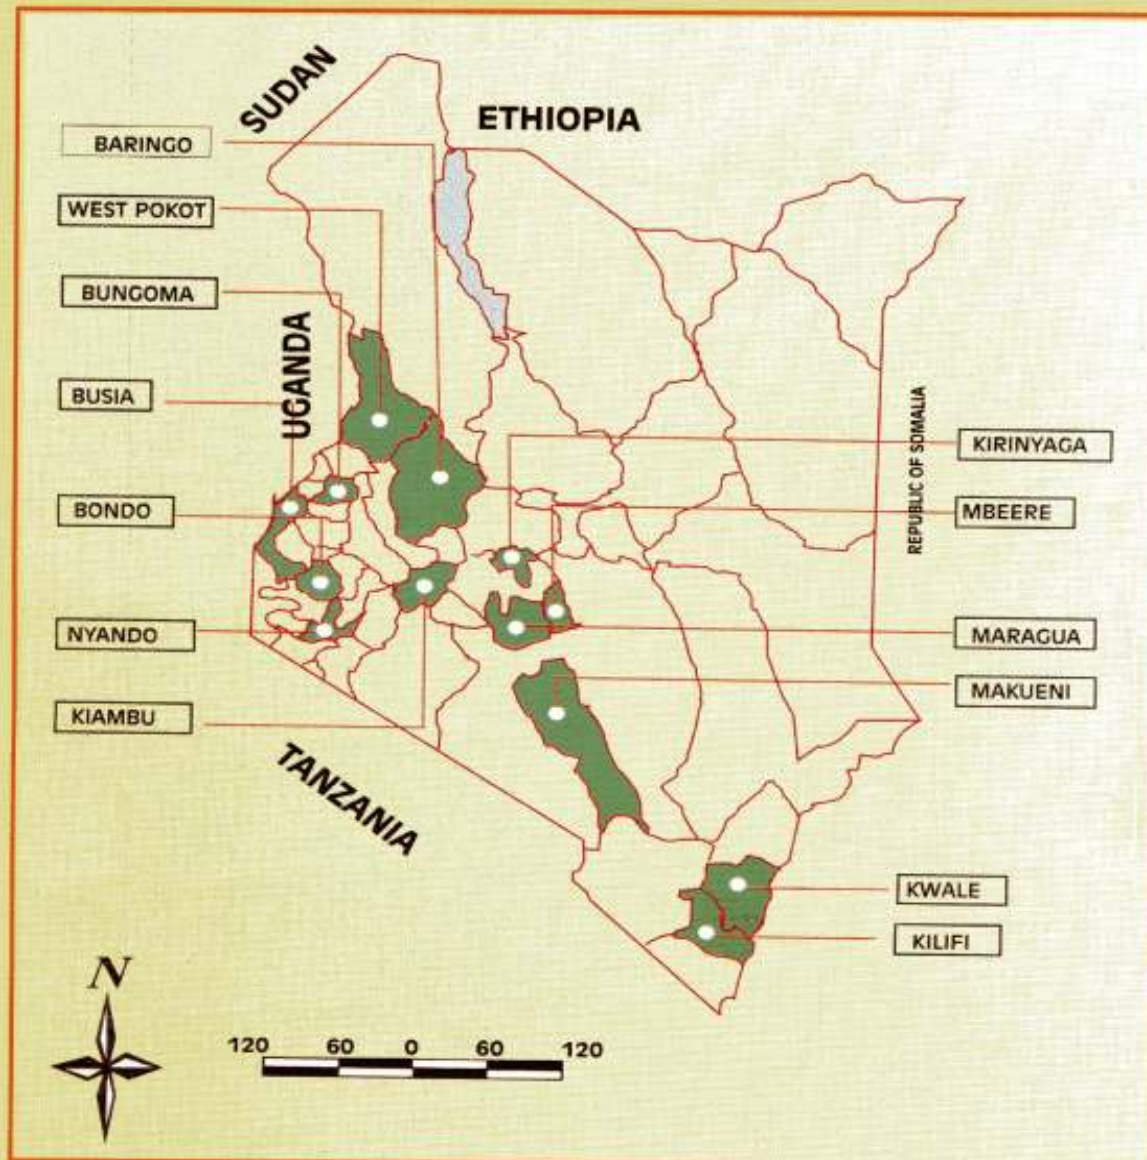 SUDAN
ETHIOPIA
BARINGO
WEST POKOT
BUNGOMA
UGANDA
BUSIA
BONDO
NYANDO
KIAMBU
TANZANIA
REPUBLIC OF SOMALIA
KIRINYAGA
MBEERE
MARAGUA
MAKUENI
KWALE
KILIFI
N
120 60 0 60 120